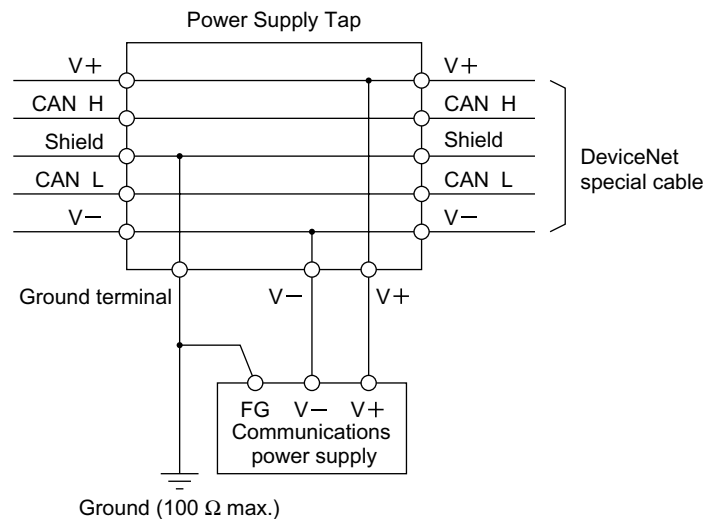 Power Supply Tap
V+ V+
CAN H CAN H
Shield Shield
CAN L CAN L
V− V−
DeviceNet
special cable
Ground terminal V− V+
FG V− V+
Communications
power supply
Ground (100 Ω max.)